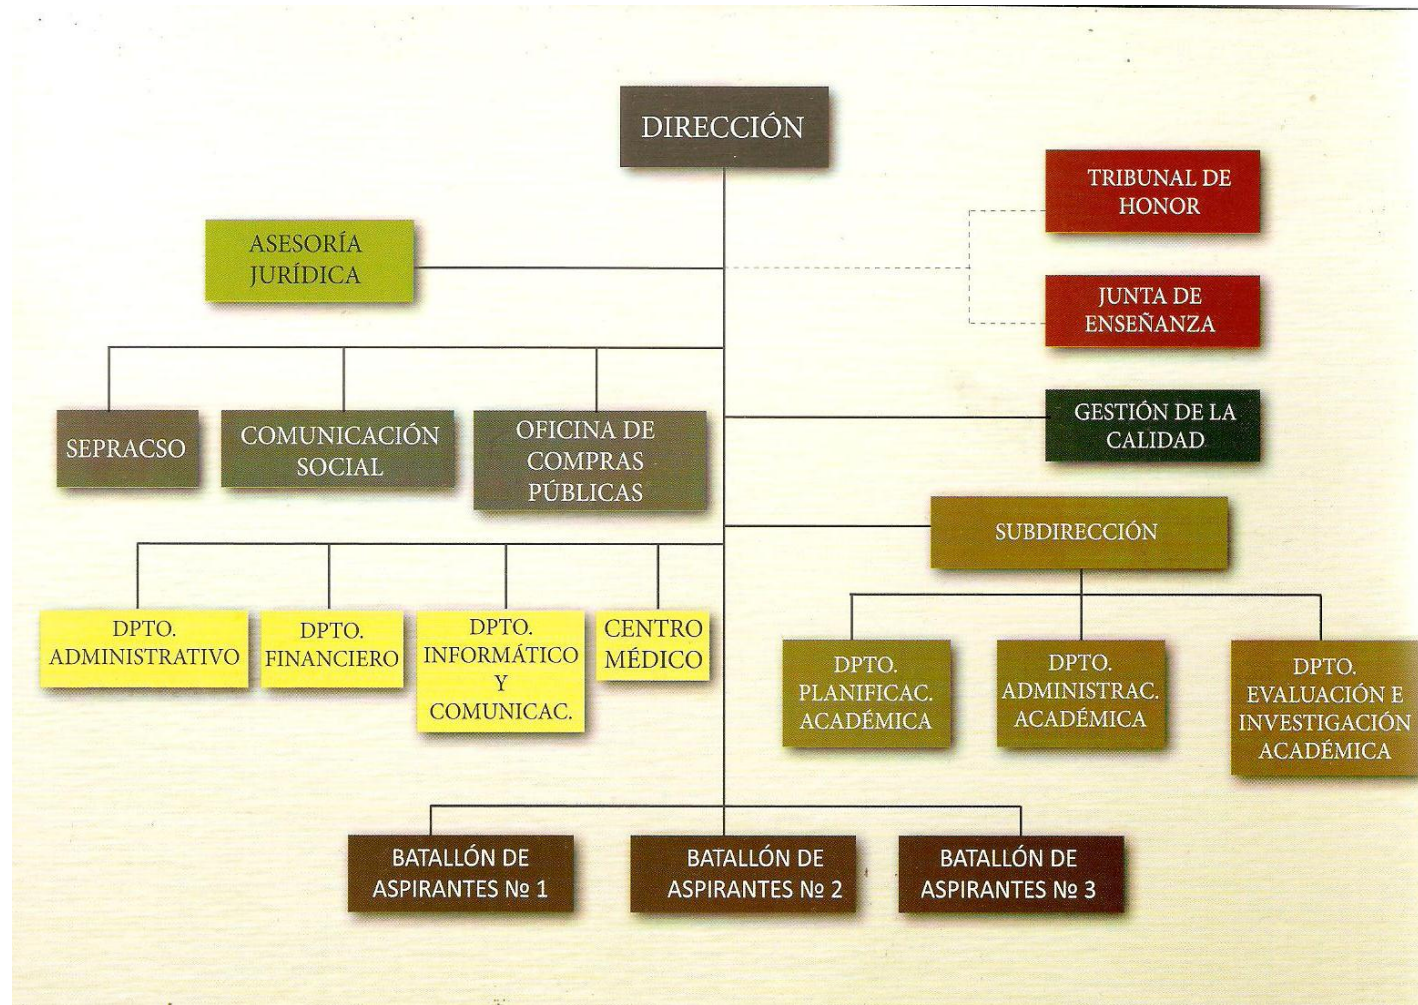 DIRECCIÓN
TRIBUNAL DE
HONOR
ASESORÍA
JURÍDICA
JUNTA DE
ENSEÑANZA
SEPRACSO
COMUNICACIÓN
SOCIAL
OFICINA DE
COMPRAS
PÚBLICAS
GESTIÓN DE LA
CALIDAD
SUBDIRECCIÓN
DPTO.
ADMINISTRATIVO
DPTO.
FINANCIERO
DPTO.
INFORMÁTICO
Y
COMUNICAC.
CENTRO
MÉDICO
DPTO.
PLANIFICAC.
ACADÉMICA
DPTO.
ADMINISTRAC.
ACADÉMICA
DPTO.
EVALUACIÓN E
INVESTIGACIÓN
ACADÉMICA
BATALLÓN DE
ASPIRANTES Nº 1
BATALLÓN DE
ASPIRANTES Nº 2
BATALLÓN DE
ASPIRANTES Nº 3